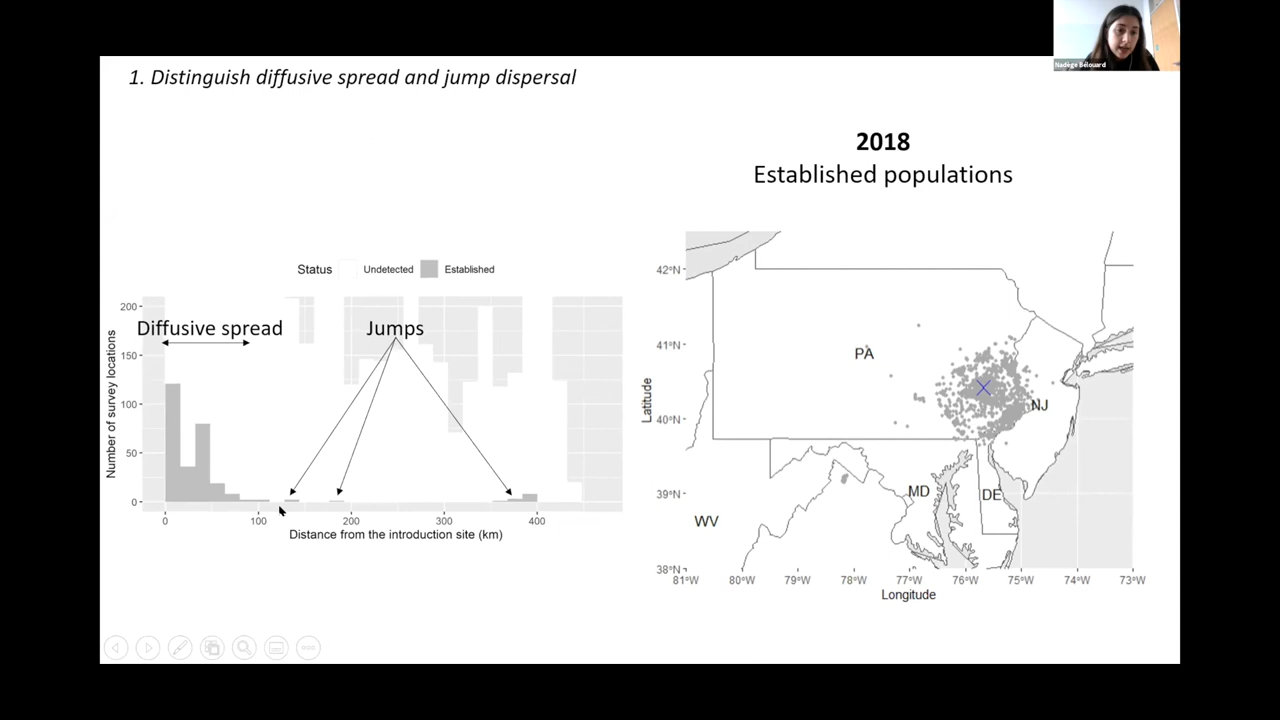 1. Distinguish diffusive spread and jump dispersal
Nadège Bélouard
2018
Established populations
Status Undetected Established
Diffusive spread
Jumps
Number of survey locations
200
150
100
50
0
0 100 200 300 400
Distance from the introduction site (km)
Latitude
42°N
41°N
40°N
39°N
38°N
PA
NJ
MD
DE
WV
81°W 80°W 79°W 78°W 77°W 76°W 75°W 74°W 73°W
Longitude